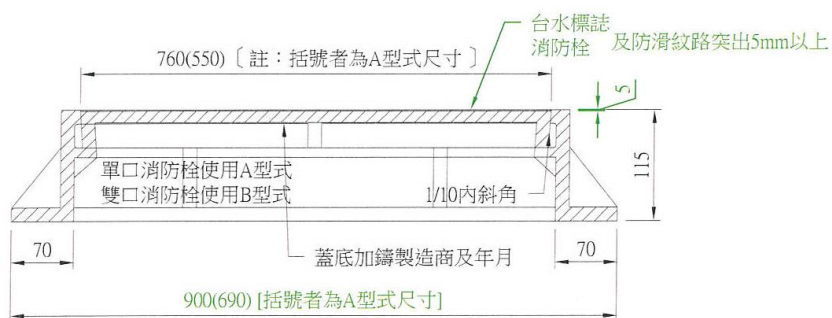 台水標誌
消防栓 及防滑紋路突出5mm以上
760(550)〔註：括號者為A型式尺寸〕
5
115
單口消防栓使用A型式
雙口消防栓使用B型式
1/10內斜角
70
蓋底加鑄製造商及年月
70
900(690) [括號者為A型式尺寸]